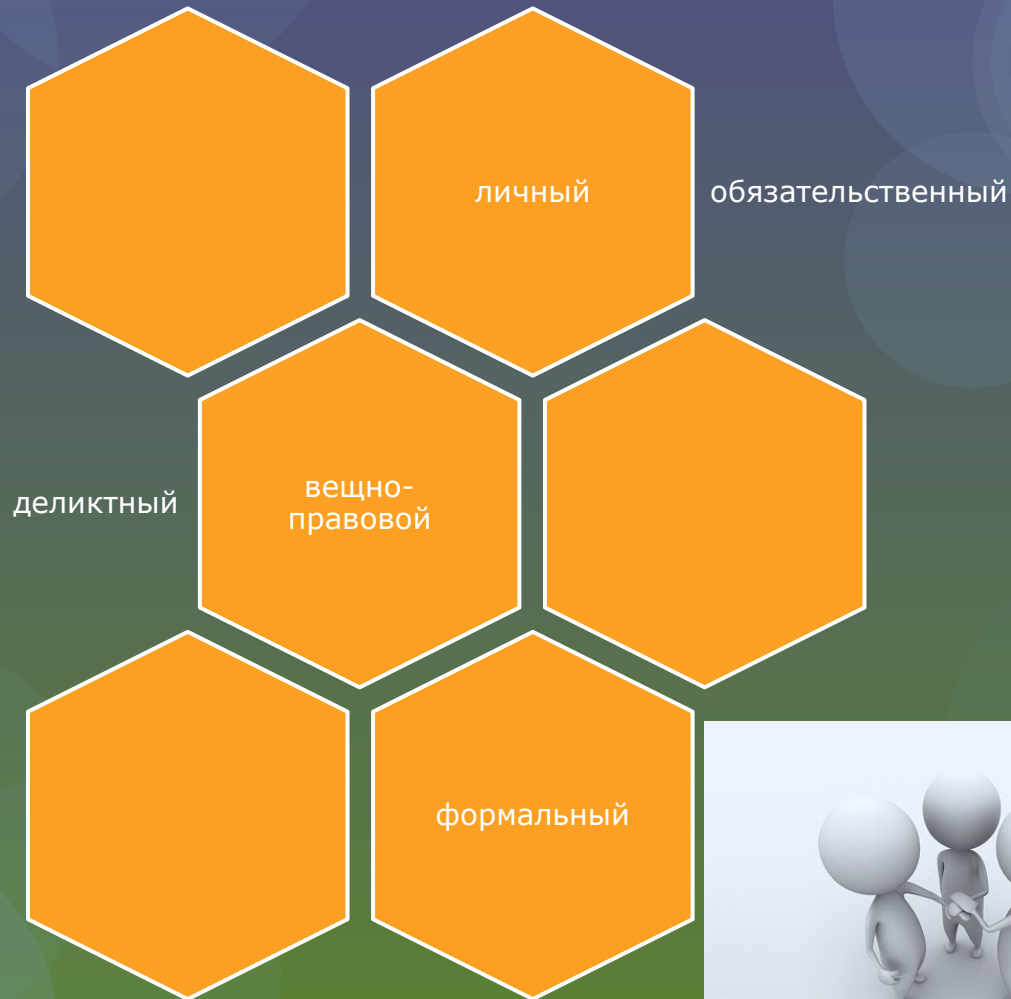 личный
обязательственный
деликтный
вещно-
правовой
формальный